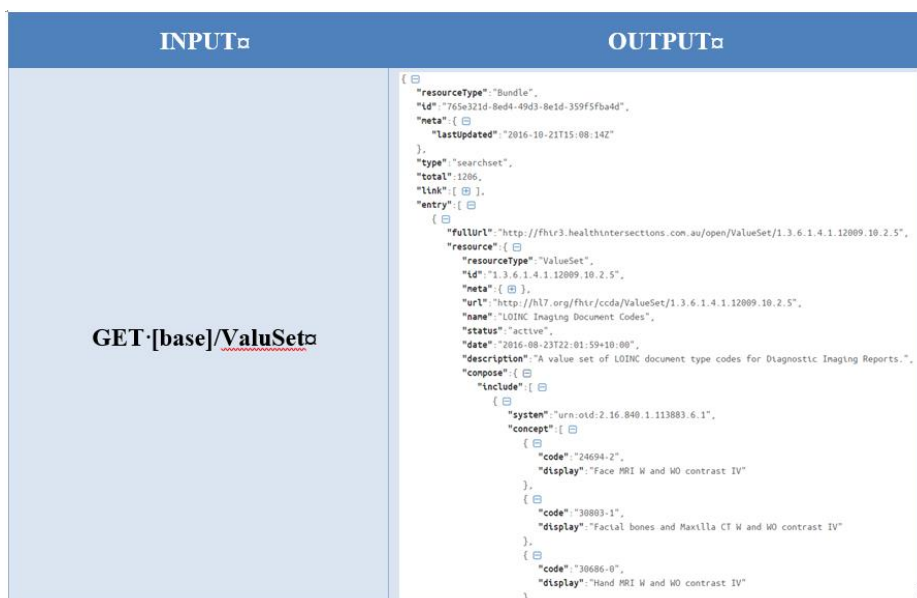 INPUT¤
OUTPUT¤
GET·[base]/ValuSet¤
{
"resourceType":"Bundle",
"id":"765e321d-8ed4-49d3-8e1d-359f5fba4d",
"meta":{
"lastUpdated":"2016-10-21T15:08:14Z"
},
"type":"searchset",
"total":1206,
"link":[ ],
"entry":[
{
"fullUrl":"http://fhir3.healthintersections.com.au/open/ValueSet/1.3.6.1.4.1.12009.10.2.5",
"resource":{
"resourceType":"ValueSet",
"id":"1.3.6.1.4.1.12009.10.2.5",
"meta":{ },
"url":"http://hl7.org/fhir/ccda/ValueSet/1.3.6.1.4.1.12009.10.2.5",
"name":"LOINC Imaging Document Codes",
"status":"active",
"date":"2016-08-23T22:01:59+10:00",
"description":"A value set of LOINC document type codes for Diagnostic Imaging Reports.",
"compose":{
"include":[
{
"system":"urn:oid:2.16.840.1.113883.6.1",
"concept":[
{
"code":"24694-2",
"display":"Face MRI W and WO contrast IV"
},
{
"code":"30803-1",
"display":"Facial bones and Maxilla CT W and WO contrast IV"
},
{
"code":"30686-0",
"display":"Hand MRI W and WO contrast IV"
}